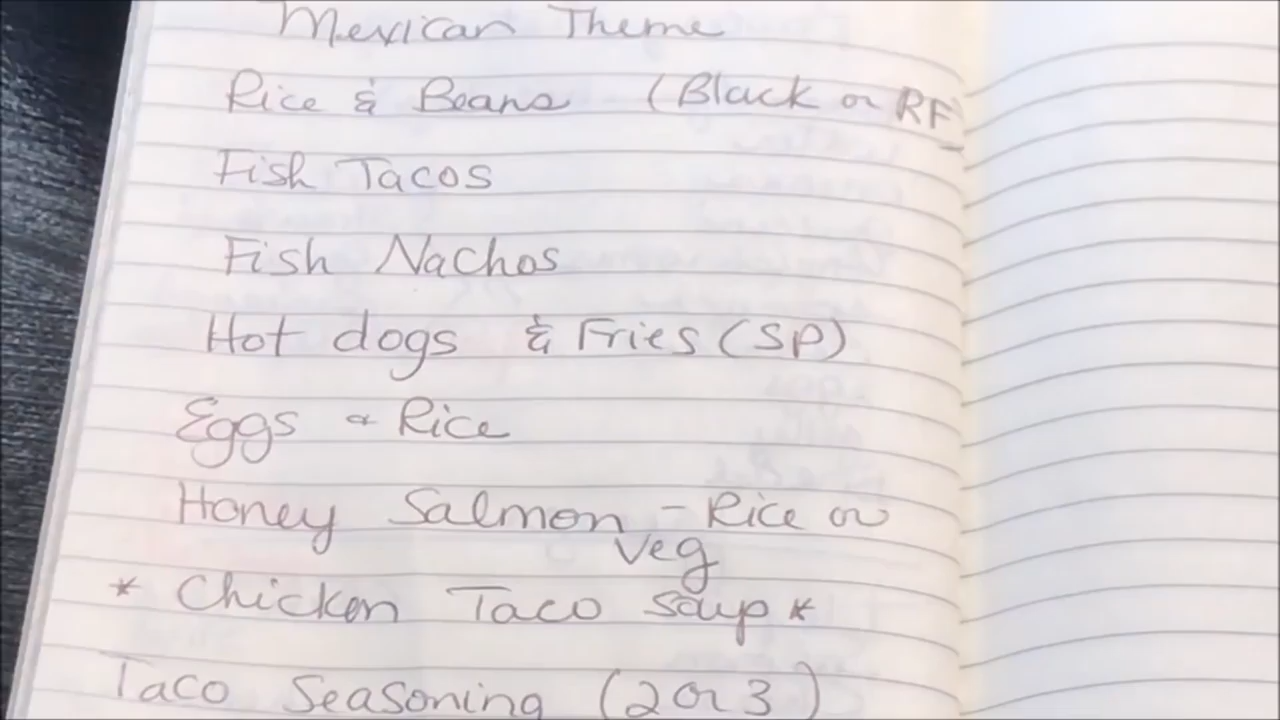 Mexican Theme
Rice & Beans (Black or RF
Fish Tacos
Fish Nachos
Hot dogs & Fries (SP)
Eggs & Rice
Honey Salmon - Rice or
Veg
* Chicken Taco Soup *
Taco Seasoning (2 or 3)